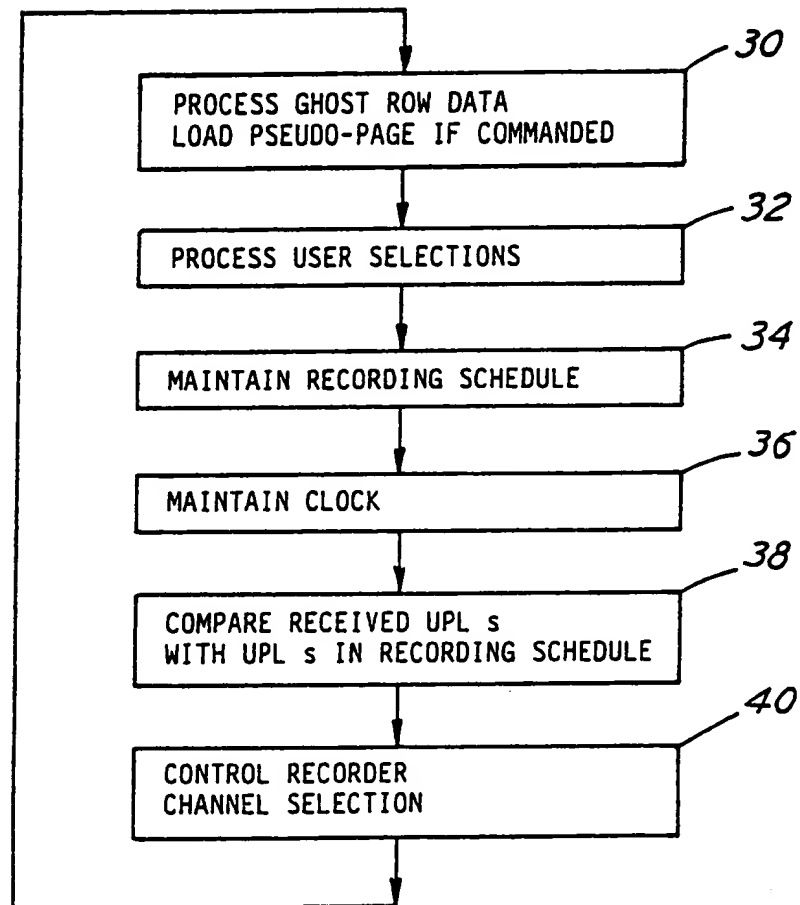 30
PROCESS GHOST ROW DATA
LOAD PSEUDO-PAGE IF COMMANDED
32
PROCESS USER SELECTIONS
34
MAINTAIN RECORDING SCHEDULE
36
MAINTAIN CLOCK
38
COMPARE RECEIVED UPL s
WITH UPL s IN RECORDING SCHEDULE
40
CONTROL RECORDER
CHANNEL SELECTION